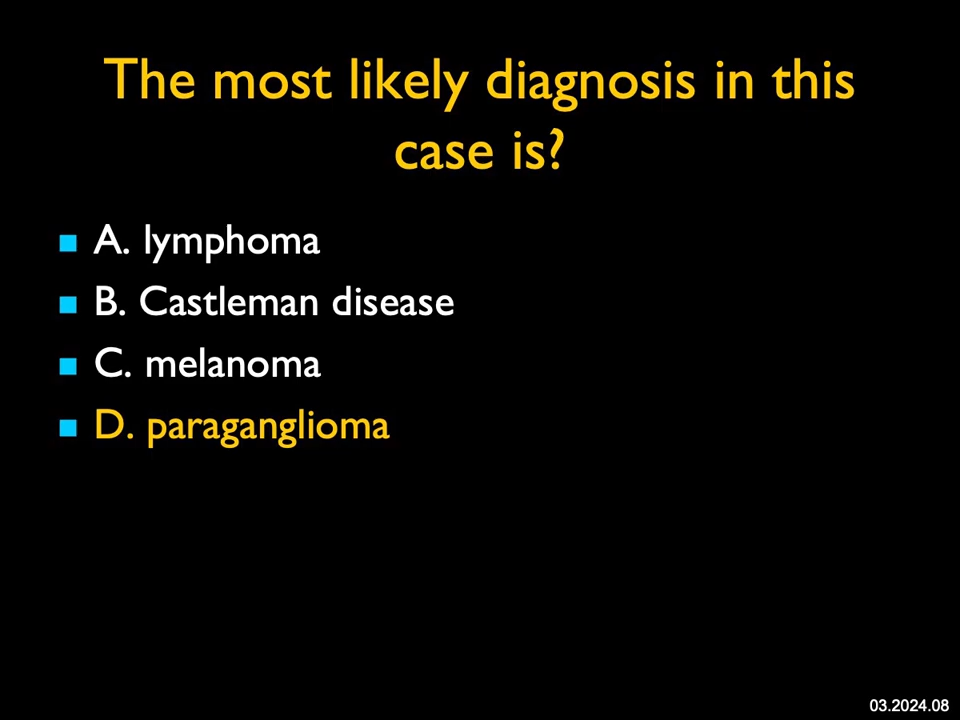 The most likely diagnosis in this
case is?
A. lymphoma
B. Castleman disease
C. melanoma
D. paraganglioma
03.2024.08